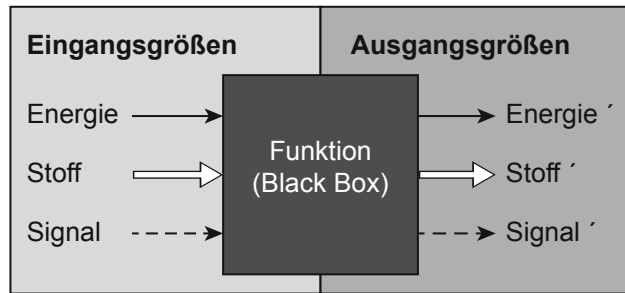 Eingangsgrößen
Ausgangsgrößen
Energie
Stoff
Signal
Funktion
(Black Box)
Energie ´
Stoff ´
Signal ´